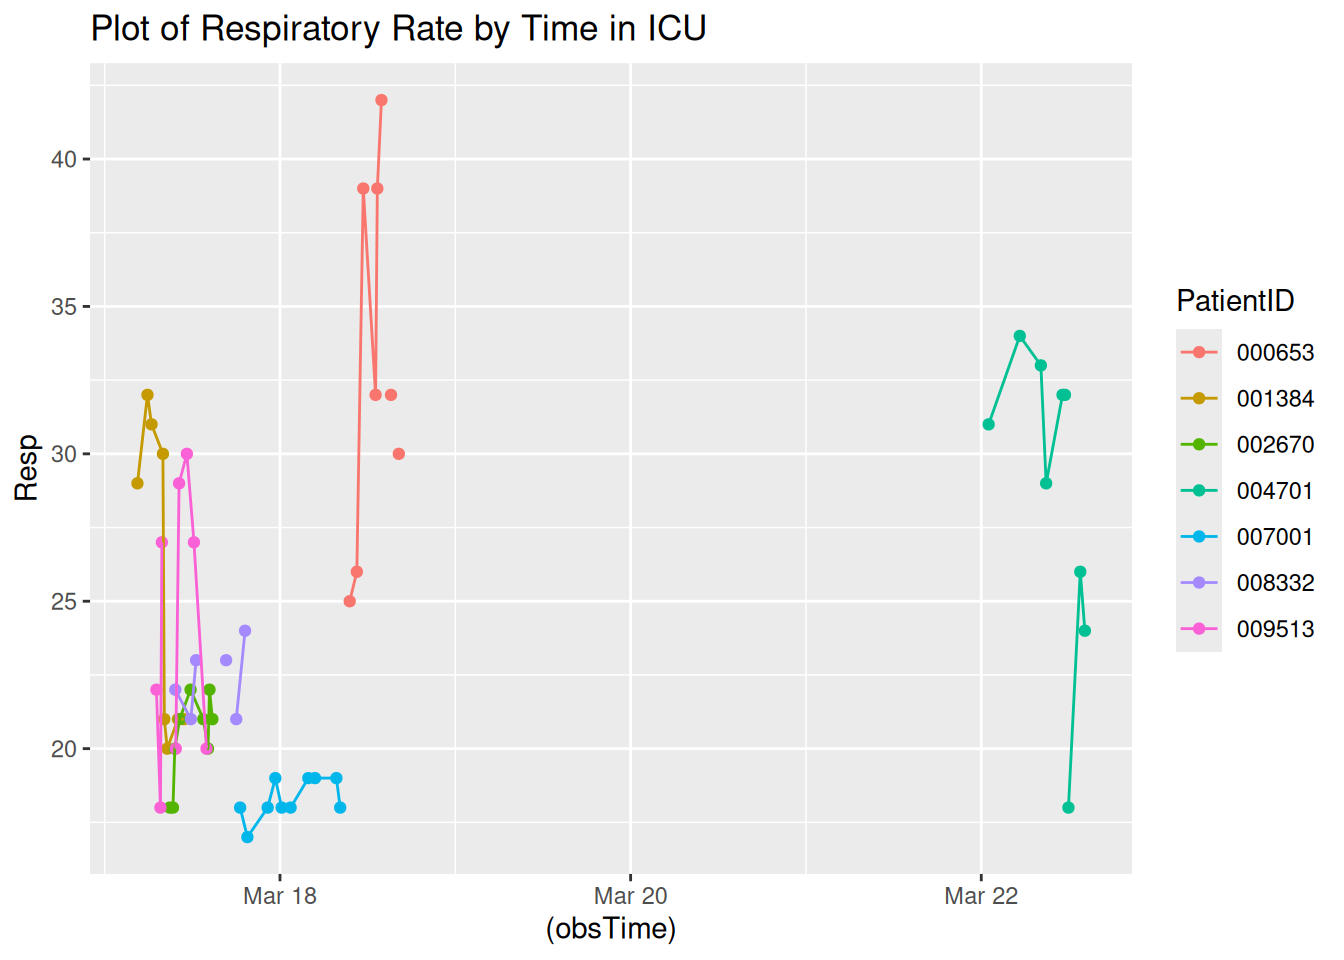 Plot of Respiratory Rate by Time in ICU
40
35
30
25
20
Resp
Mar 18
Mar 20
Mar 22
(obsTime)
PatientID
000653
001384
002670
004701
007001
008332
009513